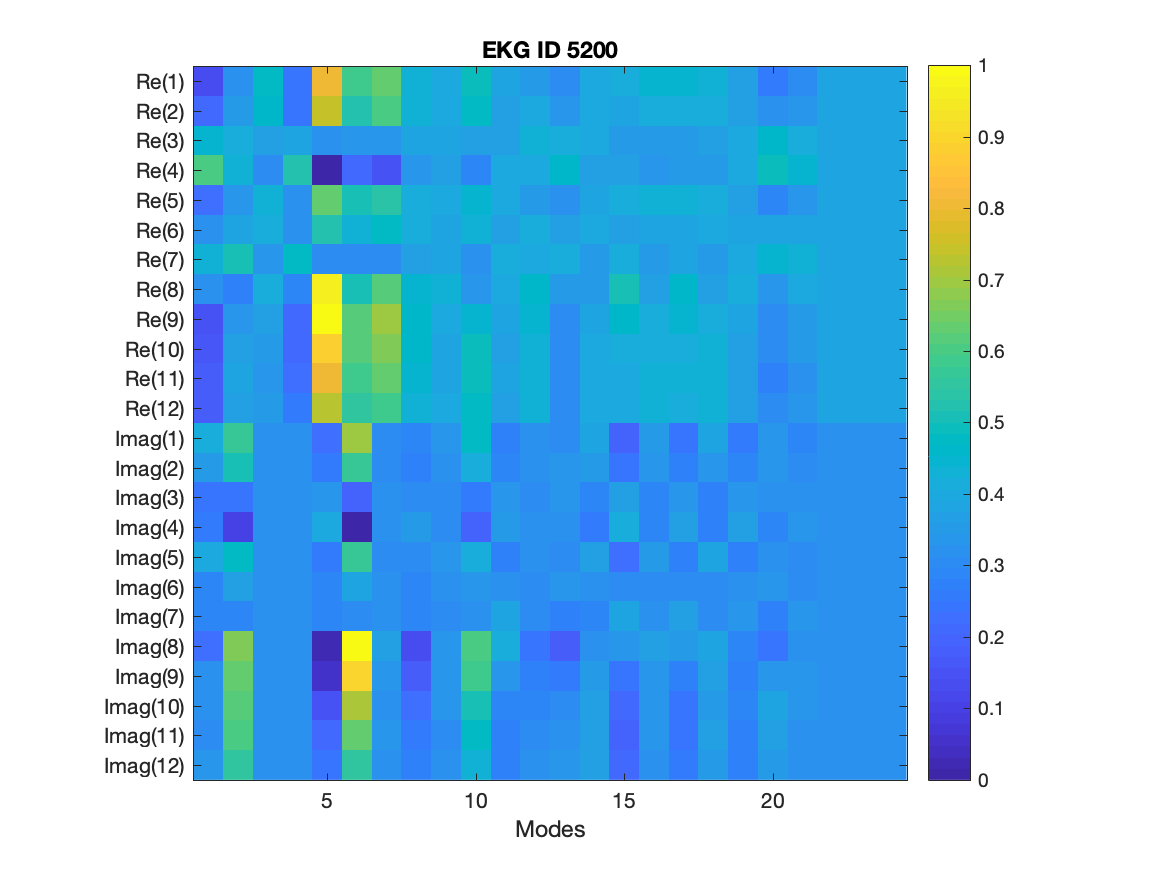 EKG ID 5200
Re(1)
Re(2)
Re(3)
Re(4)
Re(5)
Re(6)
Re(7)
Re(8)
Re(9)
Re(10)
Re(11)
Re(12)
Imag(1)
Imag(2)
Imag(3)
Imag(4)
Imag(5)
Imag(6)
Imag(7)
Imag(8)
Imag(9)
Imag(10)
Imag(11)
Imag(12)
5 10 15 20
Modes
1
0.9
0.8
0.7
0.6
0.5
0.4
0.3
0.2
0.1
0